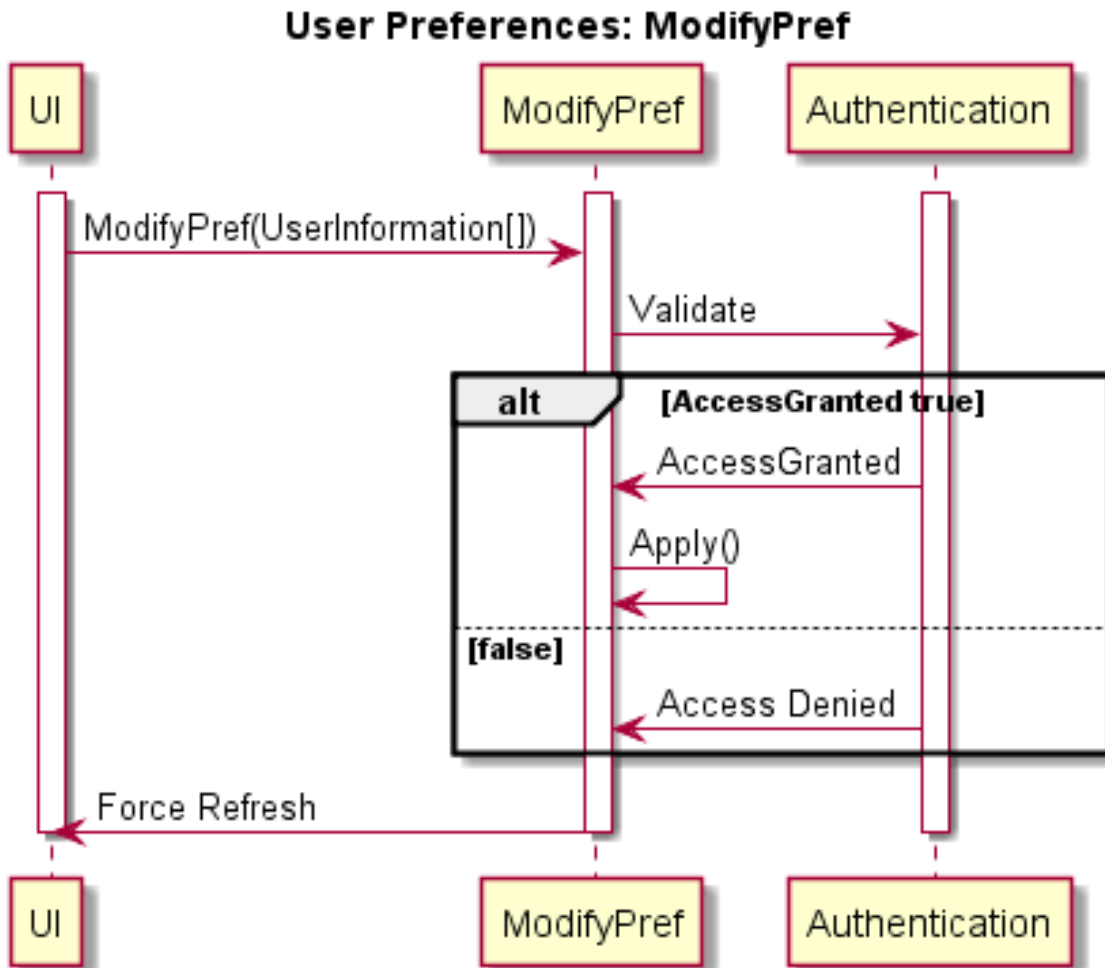 User Preferences: ModifyPref
UI
ModifyPref
Authentication
ModifyPref(UserInformation[])
Validate
alt
[AccessGranted true]
AccessGranted
Apply()
[false]
Access Denied
Force Refresh
UI
ModifyPref
Authentication